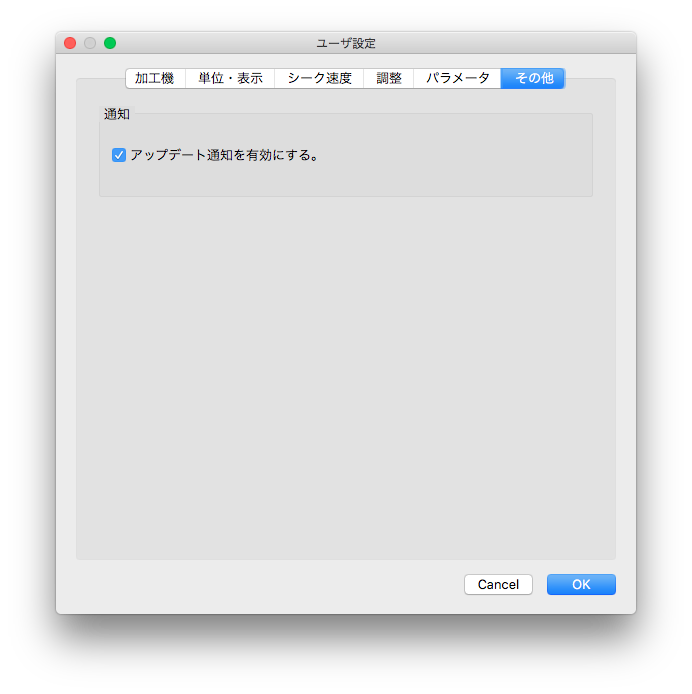 ユーザ設定
加工機 単位・表示 シーク速度 調整 パラメータ その他
通知
アップデート通知を有効にする。
Cancel OK